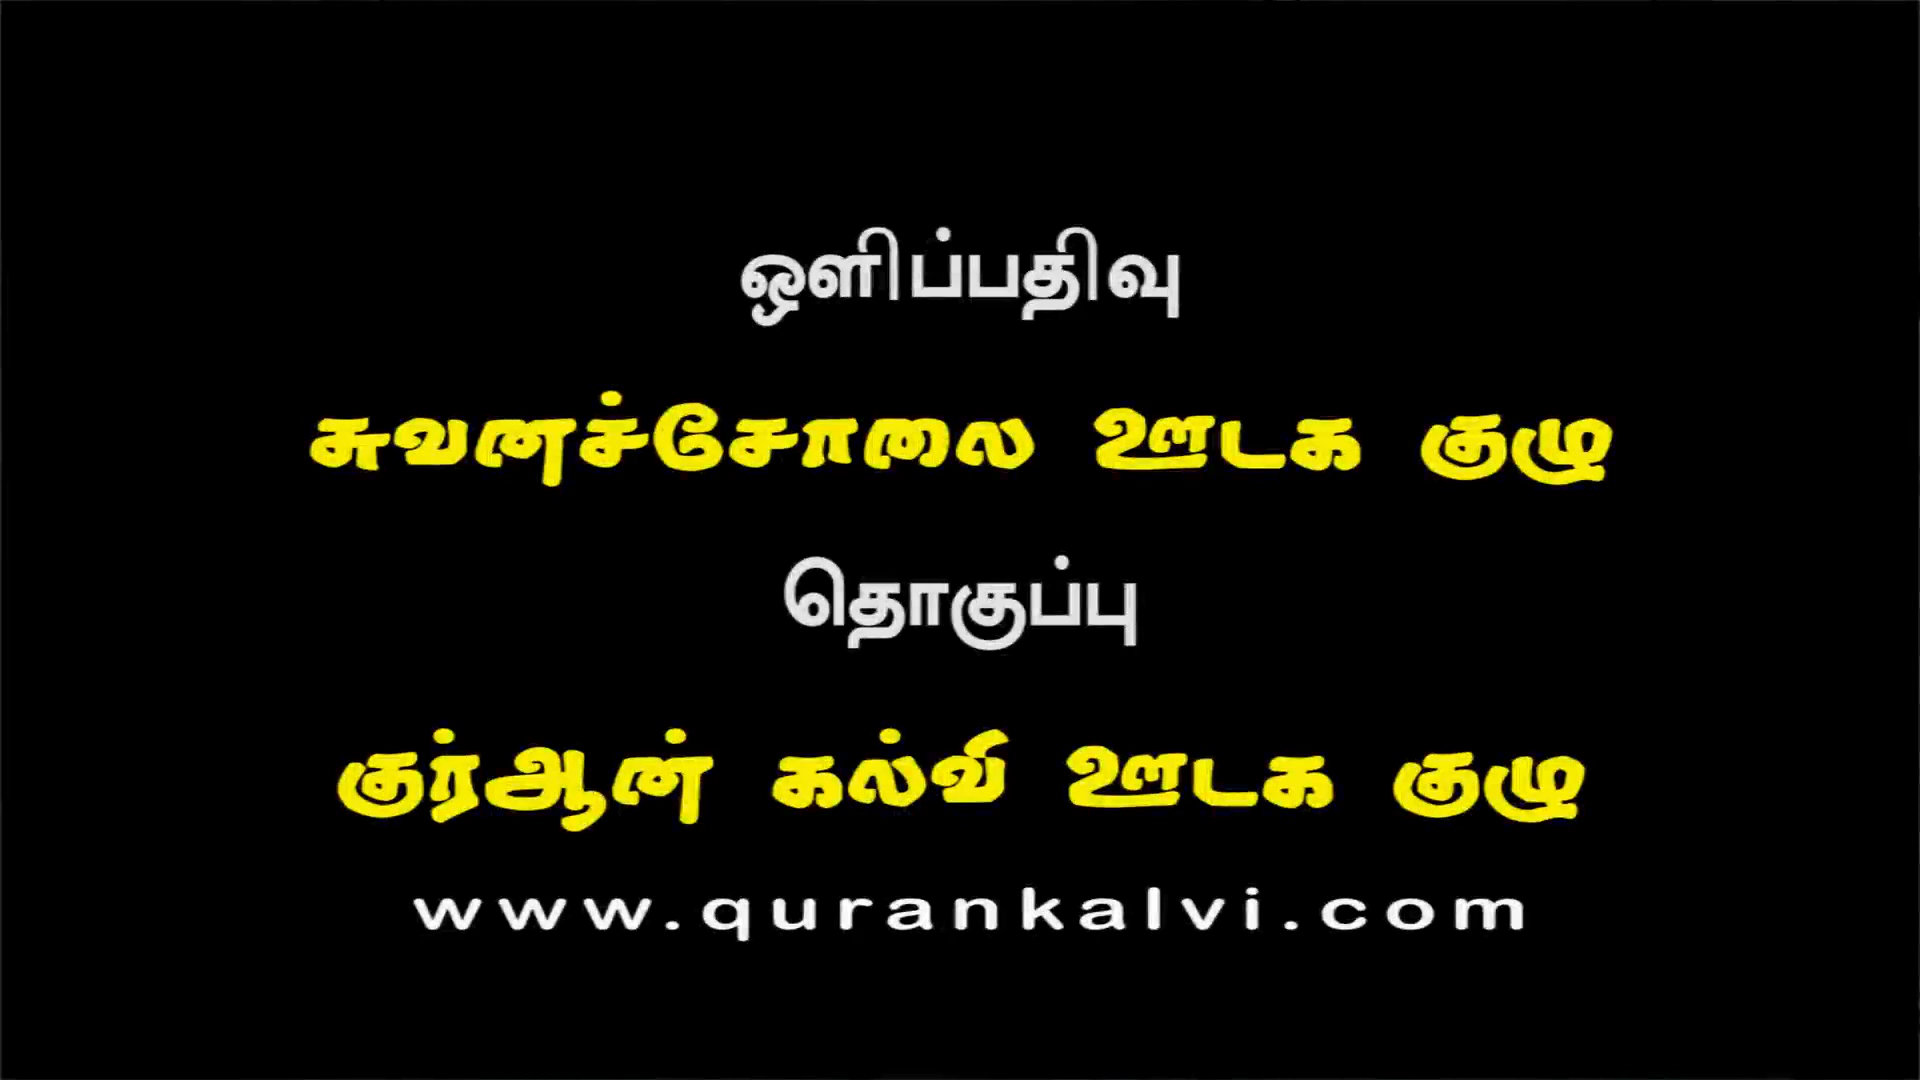 ஒளிப்பதிவு
சுவனச்சோலை ஊடக குழு
தொகுப்பு
குர்ஆன் கல்வி ஊடக குழு
www.qurankalvi.com